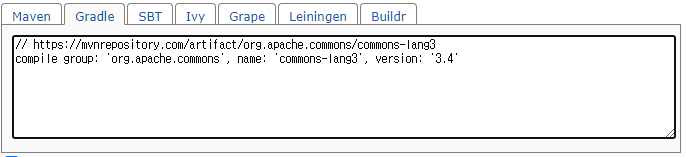 Maven Gradle SBT Ivy Grape Leiningen Buildr
// https://mvnrepository.com/artifact/org.apache.commons/commons-lang3
compile group: 'org.apache.commons', name: 'commons-lang3', version: '3.4'